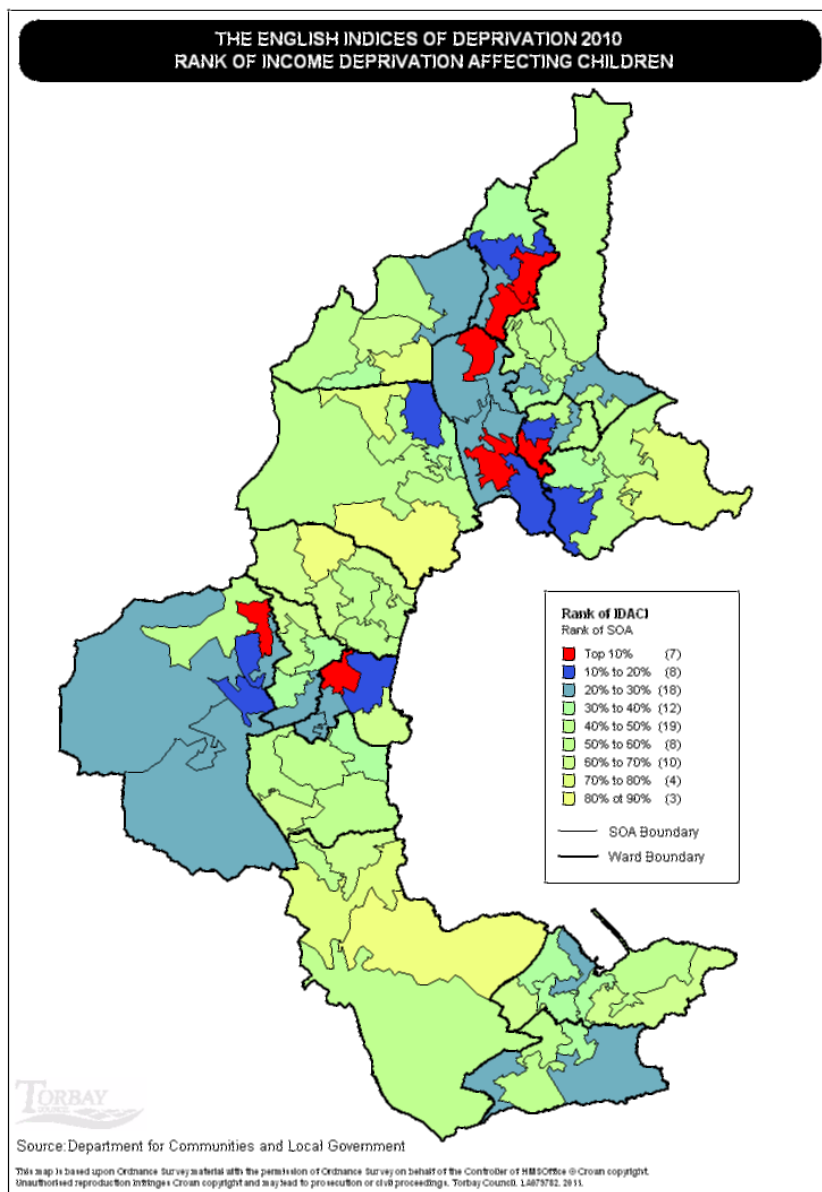 THE ENGLISH INDICES OF DEPRIVATION 2010
RANK OF INCOME DEPRIVATION AFFECTING CHILDREN
Rank of IDACI
Rank of SOA
Top 10% (7)
10% to 20% (8)
20% to 30% (18)
30% to 40% (12)
40% to 50% (19)
50% to 60% (8)
60% to 70% (10)
70% to 80% (4)
80% ot 90% (3)
SOA Boundary
Ward Boundary
TORBAY
COUNCIL
Source:Department for Communities and Local Government
This map is based upon Ordnance Survey material with the permission of Ordnance Survey on behalf of the Controller of HMSOffice © Crown copyright.
Unauthorised reproduction infringes Crown copyright and may lead to prosecution or civil proceedings. Torbay Council. LA079782. 2011.